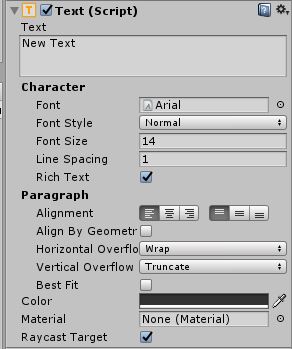 Text (Script)
Text
New Text
Character
Font Arial
Font Style Normal
Font Size 14
Line Spacing 1
Rich Text
Paragraph
Alignment
Align By Geometr
Horizontal Overflo Wrap
Vertical Overflow Truncate
Best Fit
Color
Material None (Material)
Raycast Target